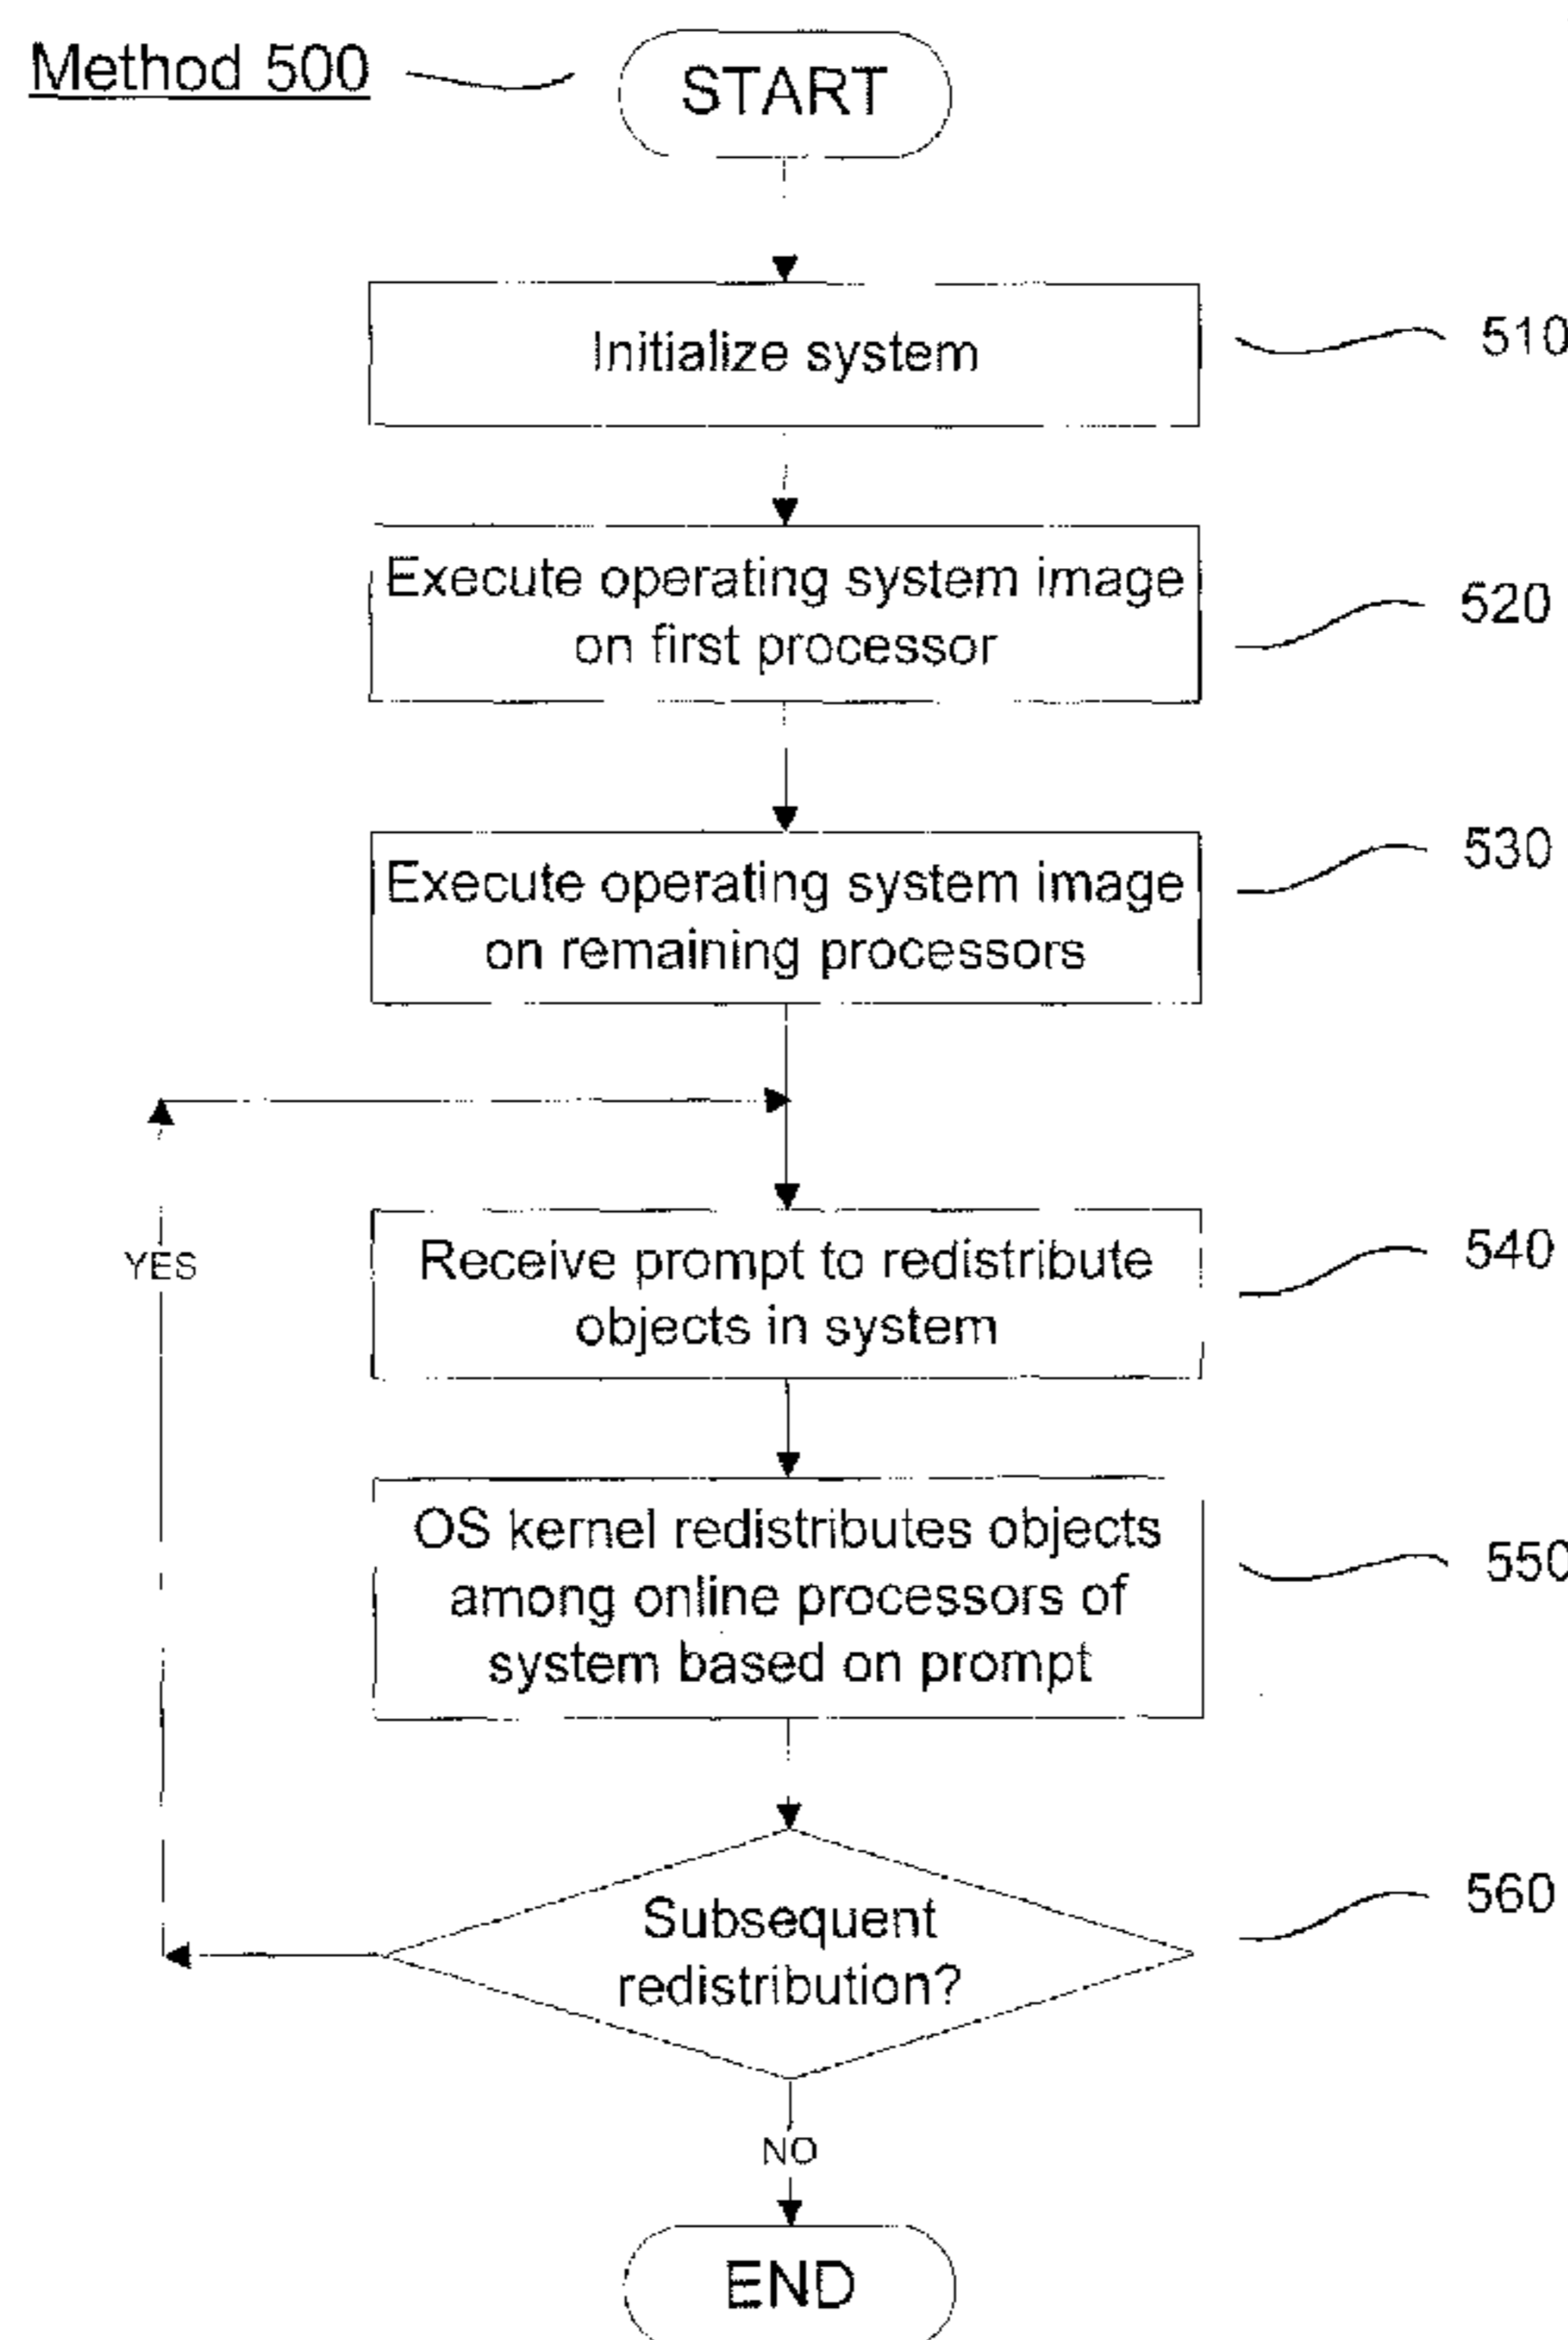 Method 500
START
Initialize system
510
Execute operating system image
on first processor
520
Execute operating system image
on remaining processors
530
YES
Receive prompt to redistribute
objects in system
540
OS kernel redistributes objects
among online processors of
system based on prompt
550
Subsequent
redistribution?
560
NO
END